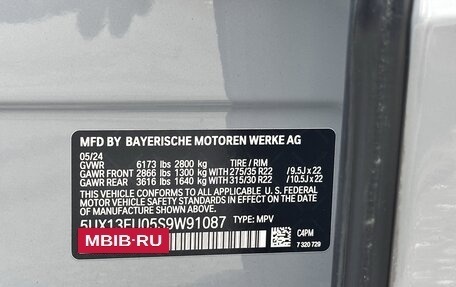 MFD BY BAYERISCHE MOTOREN WERKE AG
05/24
GVWR 6173 lbs 2800 kg TIRE / RIM
GAWR FRONT 2866 lbs 1300 kg WITH 275/35 R22 / 9.5J x 22
GAWR REAR 3616 lbs 1640 kg WITH 315/30 R22 / 10.5J x 22
THIS VEHICLE CONFORMS TO ALL APPLICABLE U. S. FEDERAL MOTOR VEHICLE SAFETY STANDARDS IN
EFFECT ON THE DATE OF MANUFACTURE SHOWN ABOVE.
5UX13EU05S9W91087 TYPE: MPV
МВІВ-RU
C4PM
7 320 729